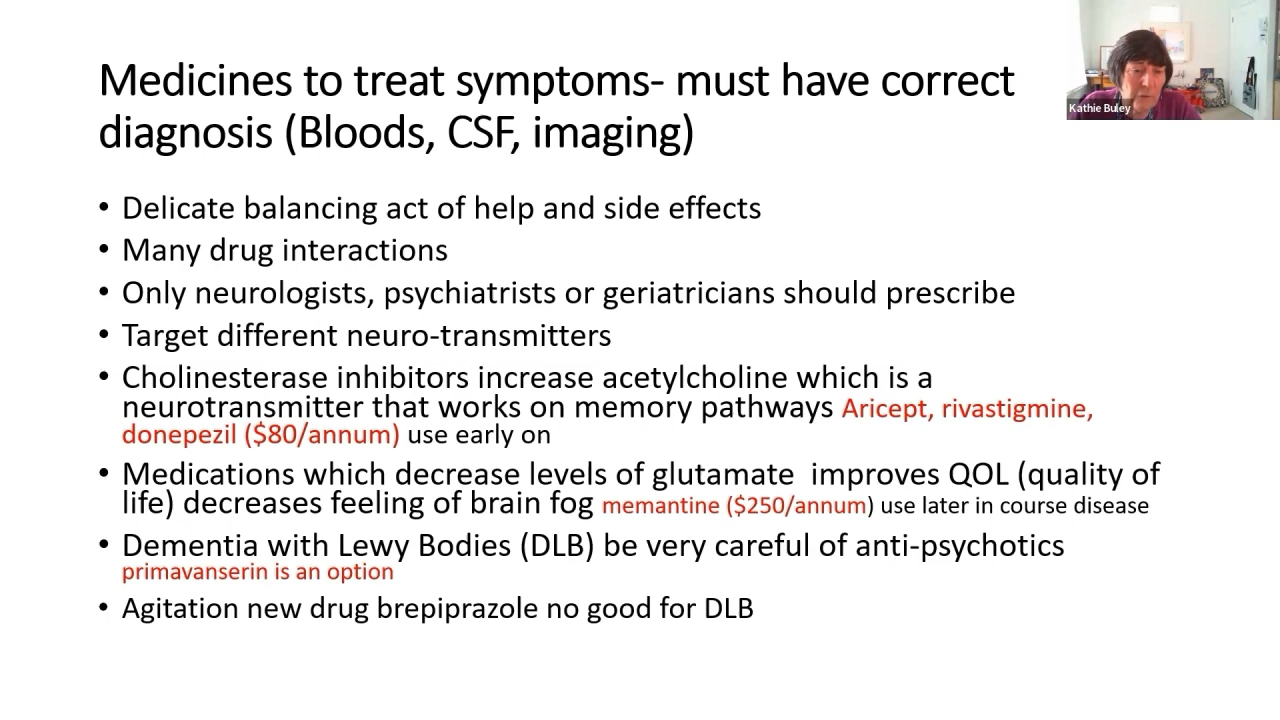 Medicines to treat symptoms- must have correct
diagnosis (Bloods, CSF, imaging)
Kathie Buley
• Delicate balancing act of help and side effects
• Many drug interactions
• Only neurologists, psychiatrists or geriatricians should prescribe
• Target different neuro-transmitters
• Cholinesterase inhibitors increase acetylcholine which is a
neurotransmitter that works on memory pathways Aricept, rivastigmine,
donepezil ($80/annum) use early on
• Medications which decrease levels of glutamate  improves QOL (quality of
life) decreases feeling of brain fog memantine ($250/annum) use later in course disease
• Dementia with Lewy Bodies (DLB) be very careful of anti-psychotics
primavanserin is an option
• Agitation new drug brepiprazole no good for DLB